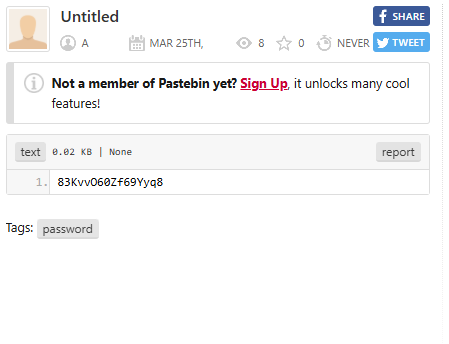 Untitled
SHARE
A MAR 25TH, 8 0 NEVER TWEET
Not a member of Pastebin yet? Sign Up, it unlocks many cool
features!
text 0.02 KB | None report
1. 83KvvO60Zf69Yyq8
Tags: password